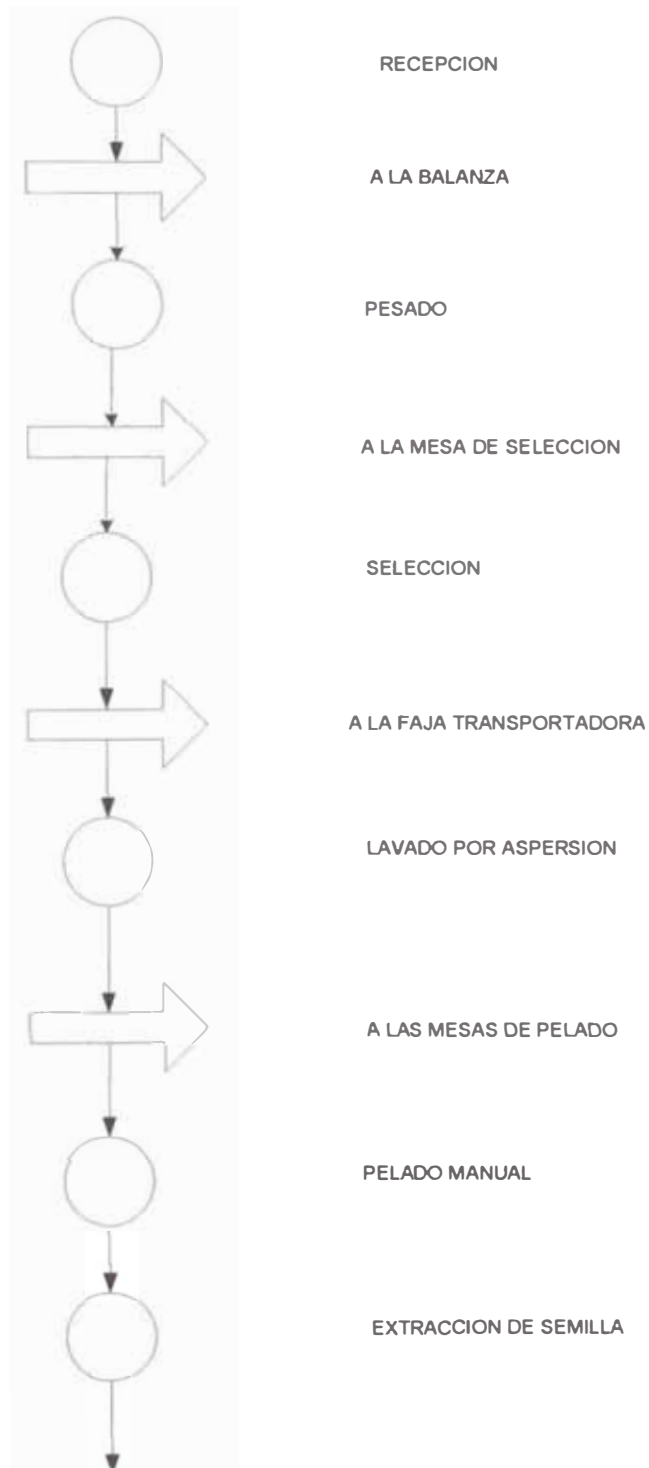 RECEPCION
A LA BALANZA
PESADO
A LA MESA DE SELECCION
SELECCION
A LA FAJA TRANSPORTADORA
LAVADO POR ASPERSION
A LAS MESAS DE PELADO
PELADO MANUAL
EXTRACCION DE SEMILLA